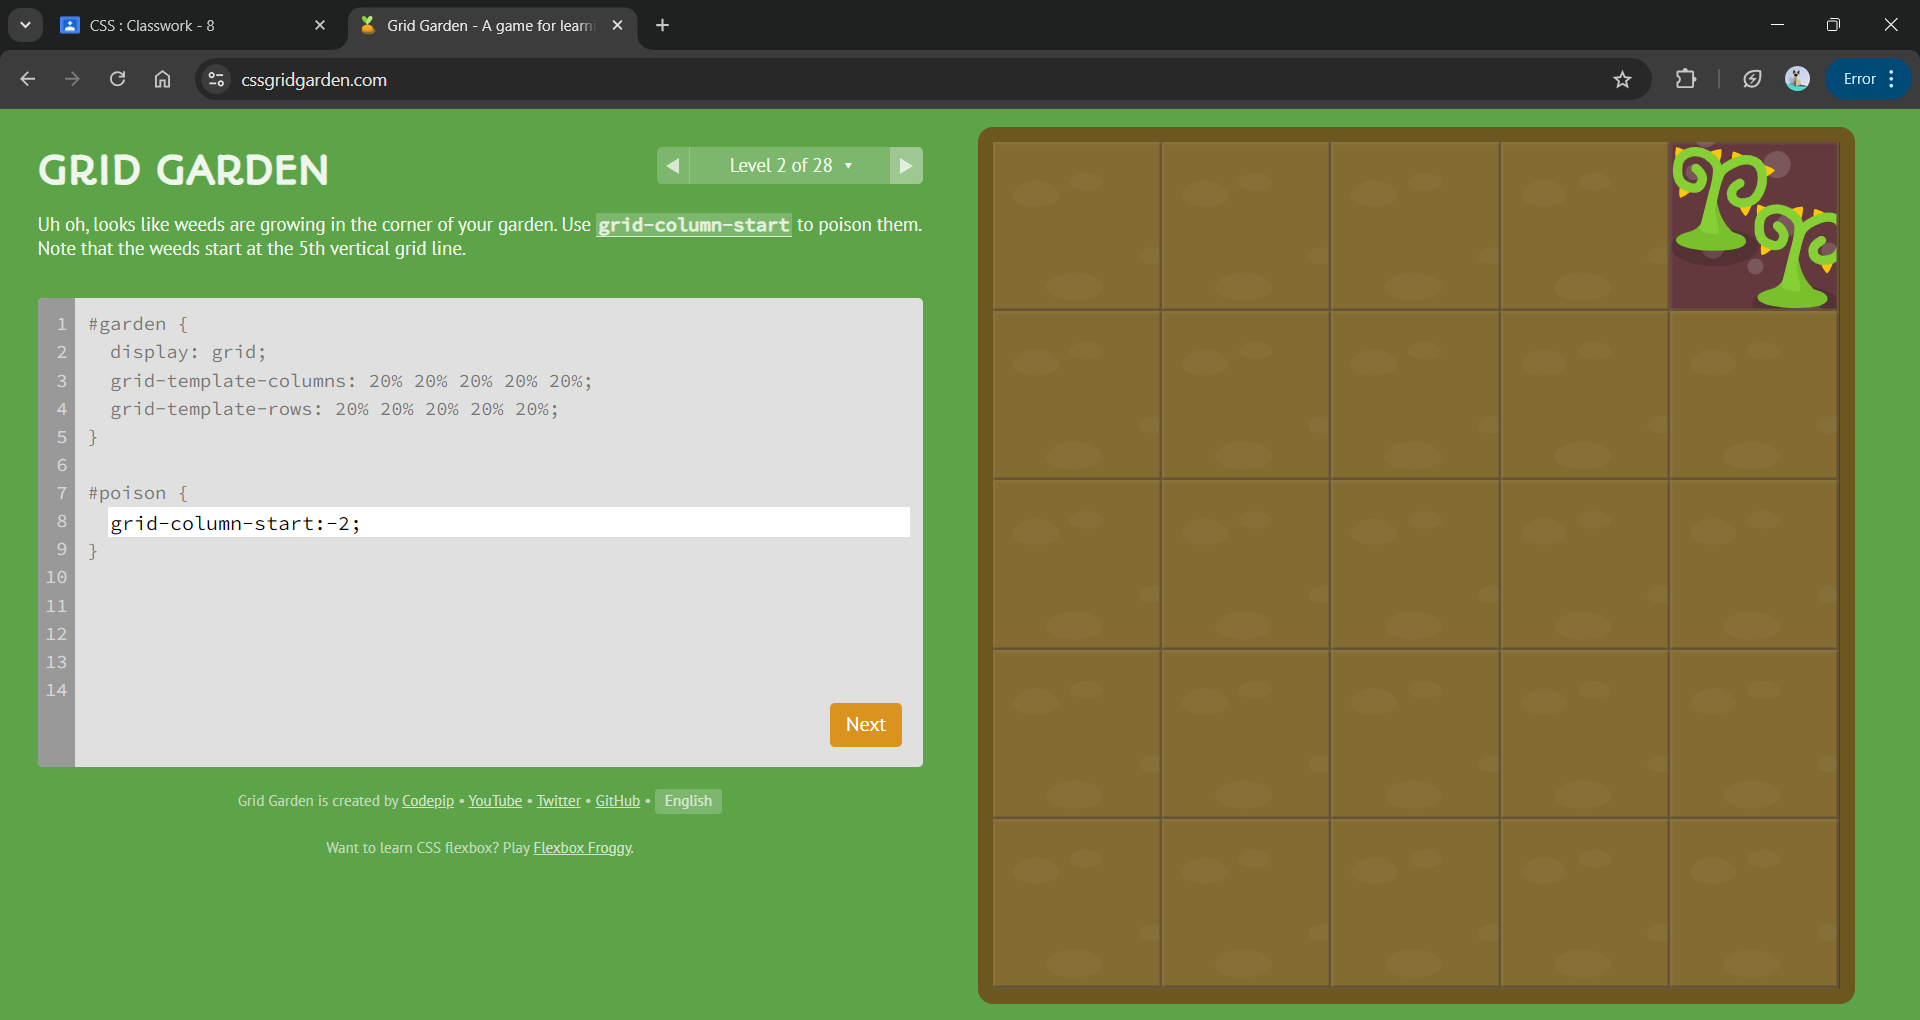 CSS : Classwork - 8
Grid Garden - A game for learni
cssgridgarden.com
Error
GRID GARDEN
Level 2 of 28
Uh oh, looks like weeds are growing in the corner of your garden. Use grid-column-start to poison them.
Note that the weeds start at the 5th vertical grid line.
1 #garden {
2 display: grid;
3 grid-template-columns: 20% 20% 20% 20% 20%;
4 grid-template-rows: 20% 20% 20% 20% 20%;
5 }
6
7 #poison {
8 grid-column-start:-2;
9 }
10
11
12
13
14
Next
Grid Garden is created by Codepip • YouTube • Twitter • GitHub • English
Want to learn CSS flexbox? Play Flexbox Froggy.